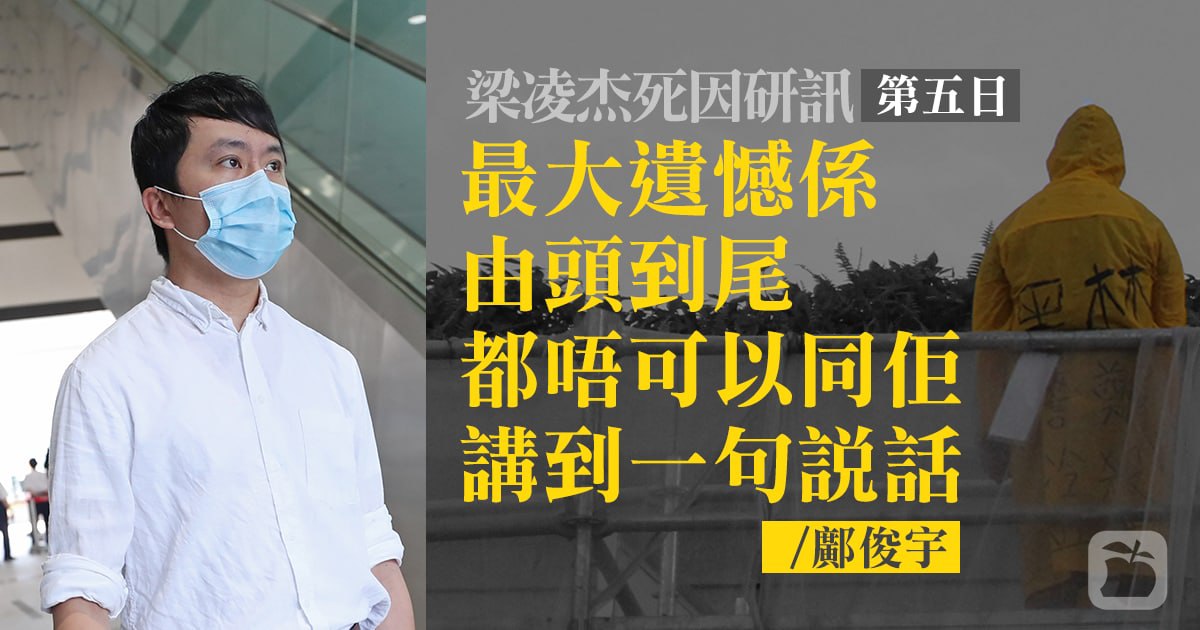 梁凌杰死因研訊 第五日
最大遺憾係
由頭到尾
都唔可以同佢
講到一句説話
/鄺俊宇